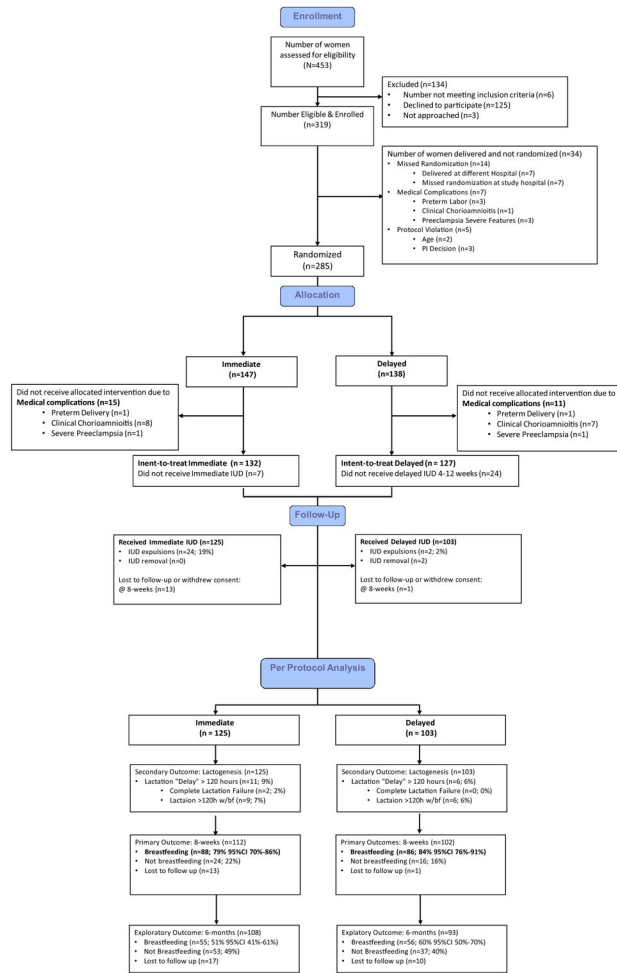 Enrollment
Number of women
assessed for eligibility
(N=453)
Excluded (n=134)
• Number not meeting inclusion criteria (n=6)
• Declined to participate (n=125)
• Not approached (n=3)
Number Eligible & Enrolled
(n=319)
Number of women delivered and not randomized (n=34)
• Missed Randomization (n=14)
• Delivered at different Hospital (n=7)
• Missed randomization at study hospital (n=7)
• Medical Complications (n=7)
• Preterm Labor (n=3)
• Clinical Chorioamnioitis (n=1)
• Preeclampsia Severe Features (n=3)
• Protocol Violation (n=5)
• Age (n=2)
• PI Decision (n=3)
Randomized
(n=285)
Allocation
Immediate
(n=147)
Delayed
(n=138)
Did not receive allocated intervention due to
Medical complications (n=15)
• Preterm Delivery (n=1)
• Clinical Chorioamnioitis (n=8)
• Severe Preeclampsia (n=1)
Did not receive allocated intervention due to
Medical complications (n=11)
• Preterm Delivery (n=1)
• Clinical Chorioamnioitis (n=7)
• Severe Preeclampsia (n=1)
Inent-to-treat Immediate (n = 132)
Did not receive Immediate IUD (n=7)
Intent-to-treat Delayed (n = 127)
Did not receive delayed IUD 4-12 weeks (n=24)
Follow-Up
Received Immediate IUD (n=125)
• IUD expulsions (n=24; 19%)
• IUD removal (n=0)
Lost to follow-up or withdrew consent:
@ 8-weeks (n=13)
Received Delayed IUD (n=103)
• IUD expulsions (n=2; 2%)
• IUD removal (n=2)
Lost to follow-up or withdrew consent:
@ 8-weeks (n=1)
Per Protocol Analysis
Immediate
(n = 125)
Delayed
(n = 103)
Secondary Outcome: Lactogenesis (n=125)
• Lactation "Delay" > 120 hours (n=11; 9%)
• Complete Lactation Failure (n=2; 2%)
• Lactaion >120h w/bf (n=9; 7%)
Secondary Outcome: Lactogenesis (n=103)
• Lactation "Delay" > 120 hours (n=6; 6%)
• Complete Lactation Failure (n=0; 0%)
• Lactaion >120h w/bf (n=6; 6%)
Primary Outcome: 8-weeks (n=112)
• Breastfeeding (n=88; 79% 95%CI 70%-86%)
• Not breastfeeding (n=24; 22%)
• Lost to follow up (n=13)
Primary Outcomes: 8-weeks (n=102)
• Breastfeeding (n=86; 84% 95%CI 76%-91%)
• Not breastfeeding (n=16; 16%)
• Lost to follow up (n=1)
Exploratory Outcome: 6-months (n=108)
• Breastfeeding (n=55; 51% 95%CI 41%-61%)
• Not Breastfeeding (n=53; 49%)
• Lost to follow up (n=17)
Explatory Outcome: 6-months (n=93)
• Breastfeeding (n=56; 60% 95%CI 50%-70%)
• Not Breastfeeding (n=37; 40%)
• Lost to follow up (n=10)